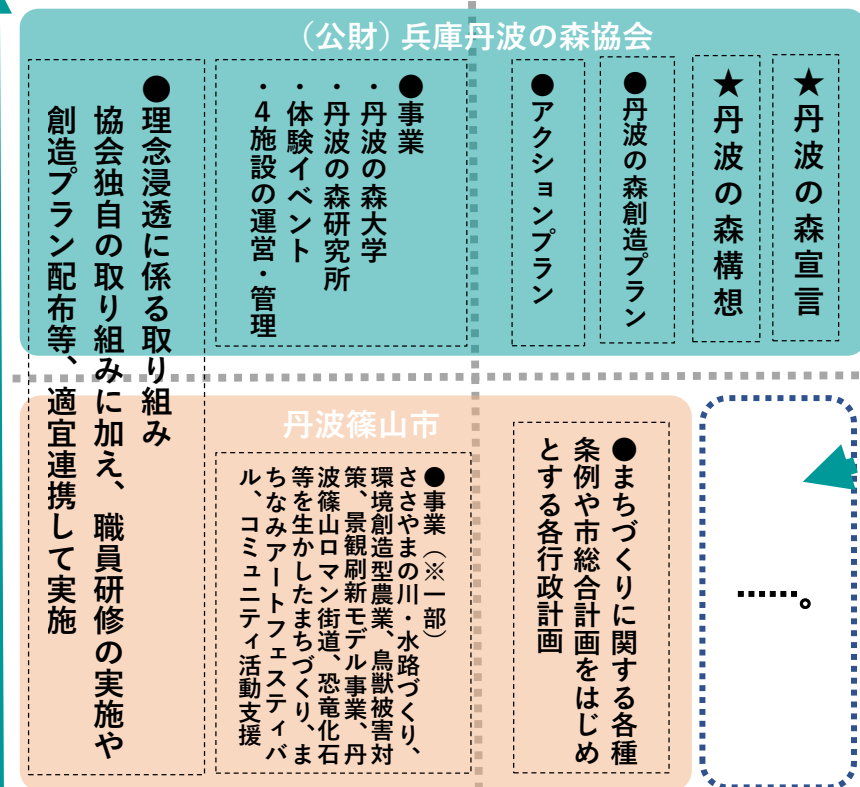 (公財)兵庫丹波の森協会
★丹波の森宣言
★丹波の森構想
●丹波の森創造プラン
●アクションプラン
●事業
・丹波の森大学
・丹波の森研究所
・体験イベント
・4施設の運営・管理
●理念浸透に係る取り組み
協会独自の取り組みに加え、職員研修の実施や
創造プラン配布等、適宜連携して実施
丹波篠山市
●まちづくりに関する各種
条例や市総合計画をはじめ
とする各行政計画
●事業(※一部)
ささやまの川・水路づくり、
環境創造型農業、鳥獣被害対
策、景観刷新モデル事業、丹
波篠山ロマン街道、恐竜化石
等を生かしたまちづくり、ま
ちなみアートフェスティバ
ル、コミュニティ活動支援
……。